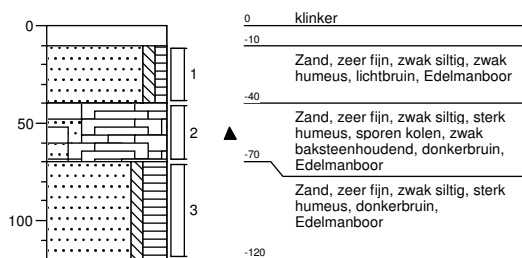 0
50
100
1
2
3
0 klinker
-10
Zand, zeer fijn, zwak siltig, zwak
humeus, lichtbruin, Edelmanboor
-40
Zand, zeer fijn, zwak siltig, sterk
humeus, sporen kolen, zwak
baksteenhoudend, donkerbruin,
Edelmanboor
-70
Zand, zeer fijn, zwak siltig, sterk
humeus, donkerbruin,
Edelmanboor
-120